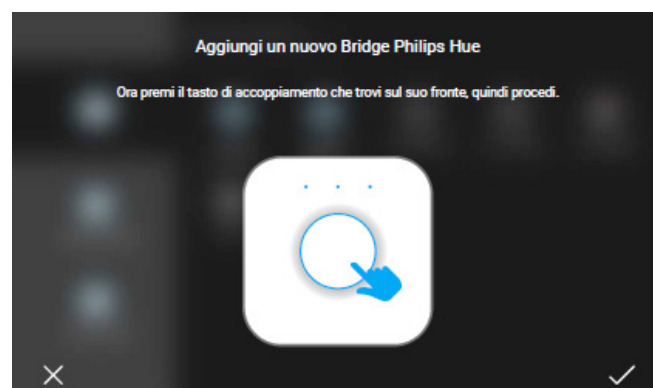 Aggiungi un nuovo Bridge Philips Hue
Ora premi il tasto di accoppiamento che trovi sul suo fronte, quindi procedi.